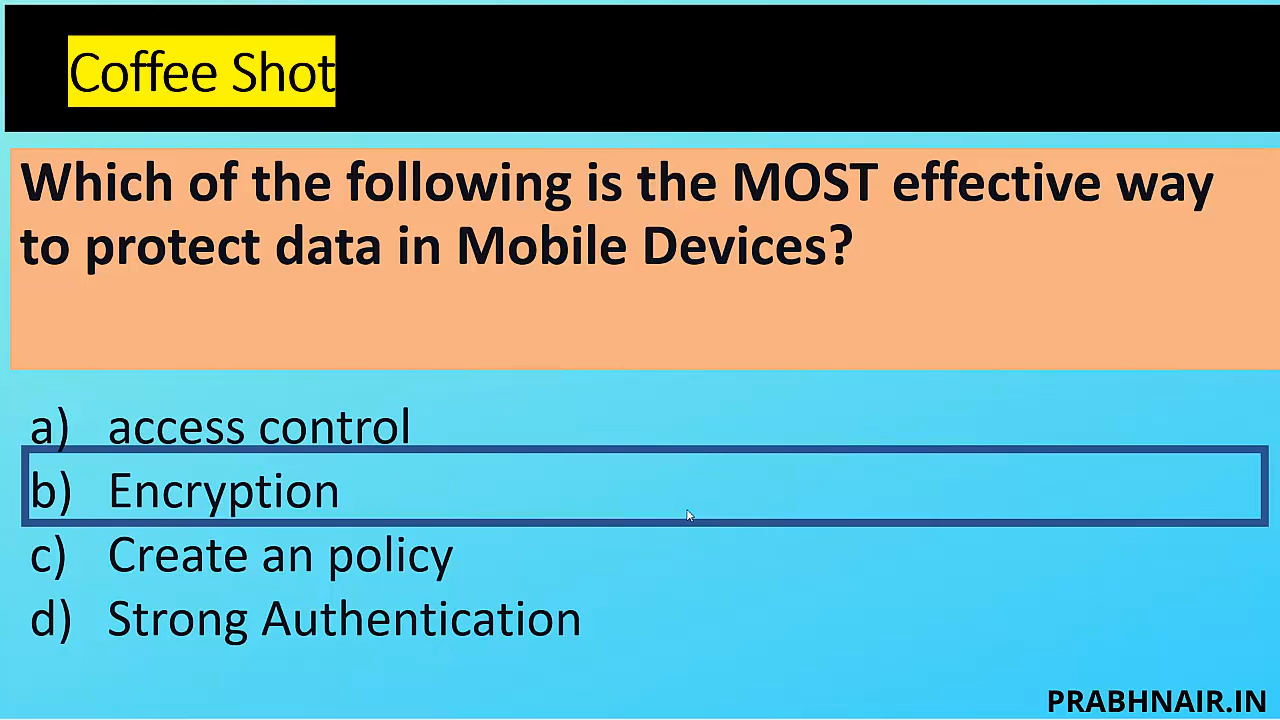 Coffee Shot
Which of the following is the MOST effective way
to protect data in Mobile Devices?
a) access control
b) Encryption
c) Create an policy
d) Strong Authentication
PRABHNAIR.IN